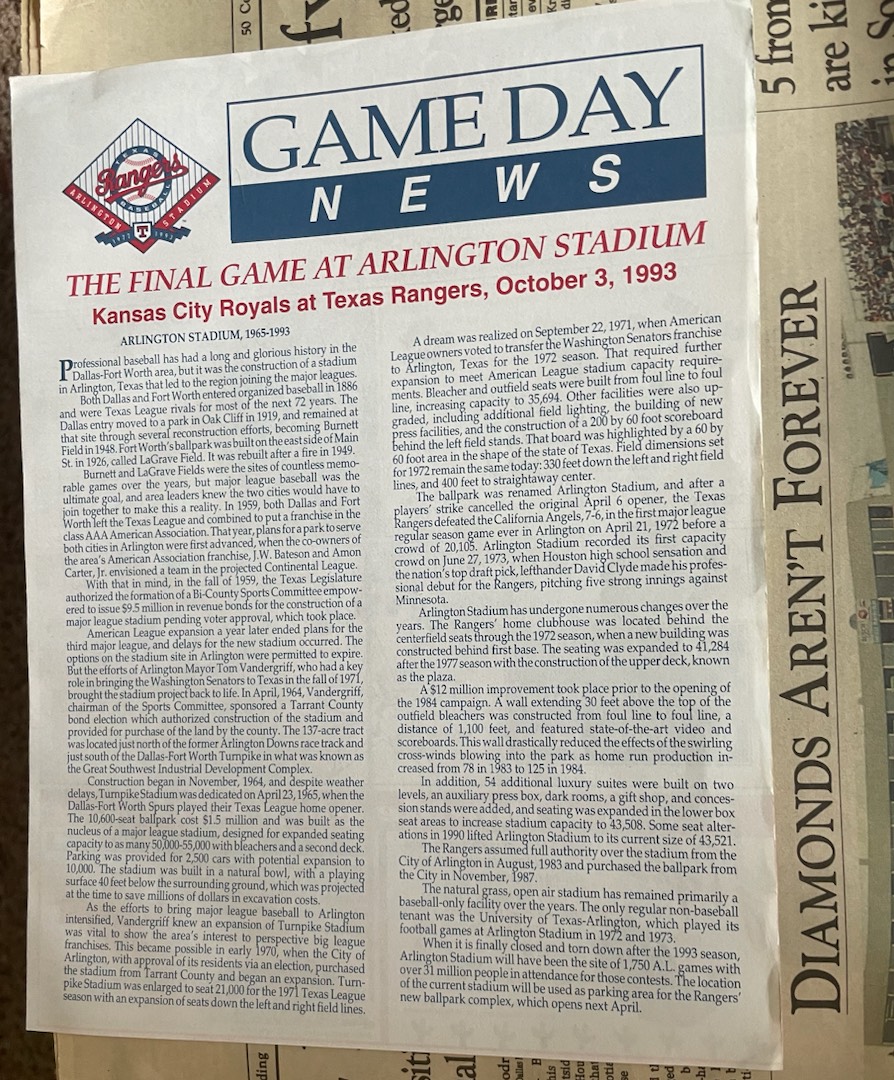 TEXAS
Rangers
BASEBALL
ARLINGTON STADIUM
1972 T 1993
GAME DAY
NEWS
THE FINAL GAME AT ARLINGTON STADIUM
Kansas City Royals at Texas Rangers, October 3, 1993
ARLINGTON STADIUM, 1965-1993
Professional baseball has had a long and glorious history in the
Dallas-Fort Worth area, but it was the construction of a stadium
in Arlington, Texas that led to the region joining the major leagues.
Both Dallas and Fort Worth entered organized baseball in 1886
and were Texas League rivals for most of the next 72 years. The
Dallas entry moved to a park in Oak Cliff in 1919, and remained at
that site through several reconstruction efforts, becoming Burnett
Field in 1948. Fort Worth's ballpark was built on the east side of Main
St. in 1926, called LaGrave Field. It was rebuilt after a fire in 1949.
Burnett and LaGrave Fields were the sites of countless memo-
rable games over the years, but major league baseball was the
ultimate goal, and area leaders knew the two cities would have to
join together to make this a reality. In 1959, both Dallas and Fort
Worth left the Texas League and combined to put a franchise in the
class AAA American Association. That year, plans for a park to serve
both cities in Arlington were first advanced, when the co-owners of
the area's American Association franchise, J.W. Bateson and Amon
Carter, Jr. envisioned a team in the projected Continental League.
With that in mind, in the fall of 1959, the Texas Legislature
authorized the formation of a Bi-County Sports Committee empow-
ered to issue $9.5 million in revenue bonds for the construction of a
major league stadium pending voter approval, which took place.
American League expansion a year later ended plans for the
third major league, and delays for the new stadium occurred. The
options on the stadium site in Arlington were permitted to expire.
But the efforts of Arlington Mayor Tom Vandergriff, who had a key
role in bringing the Washington Senators to Texas in the fall of 1971,
brought the stadium project back to life. In April, 1964, Vandergriff,
chairman of the Sports Committee, sponsored a Tarrant County
bond election which authorized construction of the stadium and
provided for purchase of the land by the county. The 137-acre tract
was located just north of the former Arlington Downs race track and
just south of the Dallas-Fort Worth Turnpike in what was known as
the Great Southwest Industrial Development Complex.
Construction began in November, 1964, and despite weather
delays, Turnpike Stadium was dedicated on April 23, 1965, when the
Dallas-Fort Worth Spurs played their Texas League home opener.
The 10,600-seat ballpark cost $1.5 million and was built as the
nucleus of a major league stadium, designed for expanded seating
capacity to as many 50,000-55,000 with bleachers and a second deck.
Parking was provided for 2,500 cars with potential expansion to
10,000. The stadium was built in a natural bowl, with a playing
surface 40 feet below the surrounding ground, which was projected
at the time to save millions of dollars in excavation costs.
As the efforts to bring major league baseball to Arlington
intensified, Vandergriff knew an expansion of Turnpike Stadium
was vital to show the area's interest to perspective big league
franchises. This became possible in early 1970, when the City of
Arlington, with approval of its residents via an election, purchased
the stadium from Tarrant County and began an expansion. Turn-
pike Stadium was enlarged to seat 21,000 for the 1971 Texas League
season with an expansion of seats down the left and right field lines.
A dream was realized on September 22, 1971, when American
League owners voted to transfer the Washington Senators franchise
to Arlington, Texas for the 1972 season. That required further
expansion to meet American League stadium capacity require-
ments. Bleacher and outfield seats were built from foul line to foul
line, increasing capacity to 35,694. Other facilities were also up-
graded, including additional field lighting, the building of new
press facilities, and the construction of a 200 by 60 foot scoreboard
behind the left field stands. That board was highlighted by a 60 by
60 foot area in the shape of the state of Texas. Field dimensions set
for 1972 remain the same today: 330 feet down the left and right field
lines, and 400 feet to straightaway center.
The ballpark was renamed Arlington Stadium, and after a
players' strike cancelled the original April 6 opener, the Texas
Rangers defeated the California Angels, 7-6, in the first major league
regular season game ever in Arlington on April 21, 1972 before a
crowd of 20,105. Arlington Stadium recorded its first capacity
crowd on June 27, 1973, when Houston high school sensation and
the nation's top draft pick, lefthander David Clyde made his profes-
sional debut for the Rangers, pitching five strong innings against
Minnesota.
Arlington Stadium has undergone numerous changes over the
years. The Rangers' home clubhouse was located behind the
centerfield seats through the 1972 season, when a new building was
constructed behind first base. The seating was expanded to 41,284
after the 1977 season with the construction of the upper deck, known
as the plaza.
A $12 million improvement took place prior to the opening of
the 1984 campaign. A wall extending 30 feet above the top of the
outfield bleachers was constructed from foul line to foul line, a
distance of 1,100 feet, and featured state-of-the-art video and
scoreboards. This wall drastically reduced the effects of the swirling
cross-winds blowing into the park as home run production in-
creased from 78 in 1983 to 125 in 1984.
In addition, 54 additional luxury suites were built on two
levels, an auxiliary press box, dark rooms, a gift shop, and conces-
sion stands were added, and seating was expanded in the lower box
seat areas to increase stadium capacity to 43,508. Some seat alter-
ations in 1990 lifted Arlington Stadium to its current size of 43,521.
The Rangers assumed full authority over the stadium from the
City of Arlington in August, 1983 and purchased the ballpark from
the City in November, 1987.
The natural grass, open air stadium has remained primarily a
baseball-only facility over the years. The only regular non-baseball
tenant was the University of Texas-Arlington, which played its
football games at Arlington Stadium in 1972 and 1973.
When it is finally closed and torn down after the 1993 season,
Arlington Stadium will have been the site of 1,750 A.L. games with
over 31 million people in attendance for those contests. The location
of the current stadium will be used as parking area for the Rangers'
new ballpark complex, which opens next April.
DIAMONDS AREN'T FOREVER
5 from
are ki
in So
50 Co